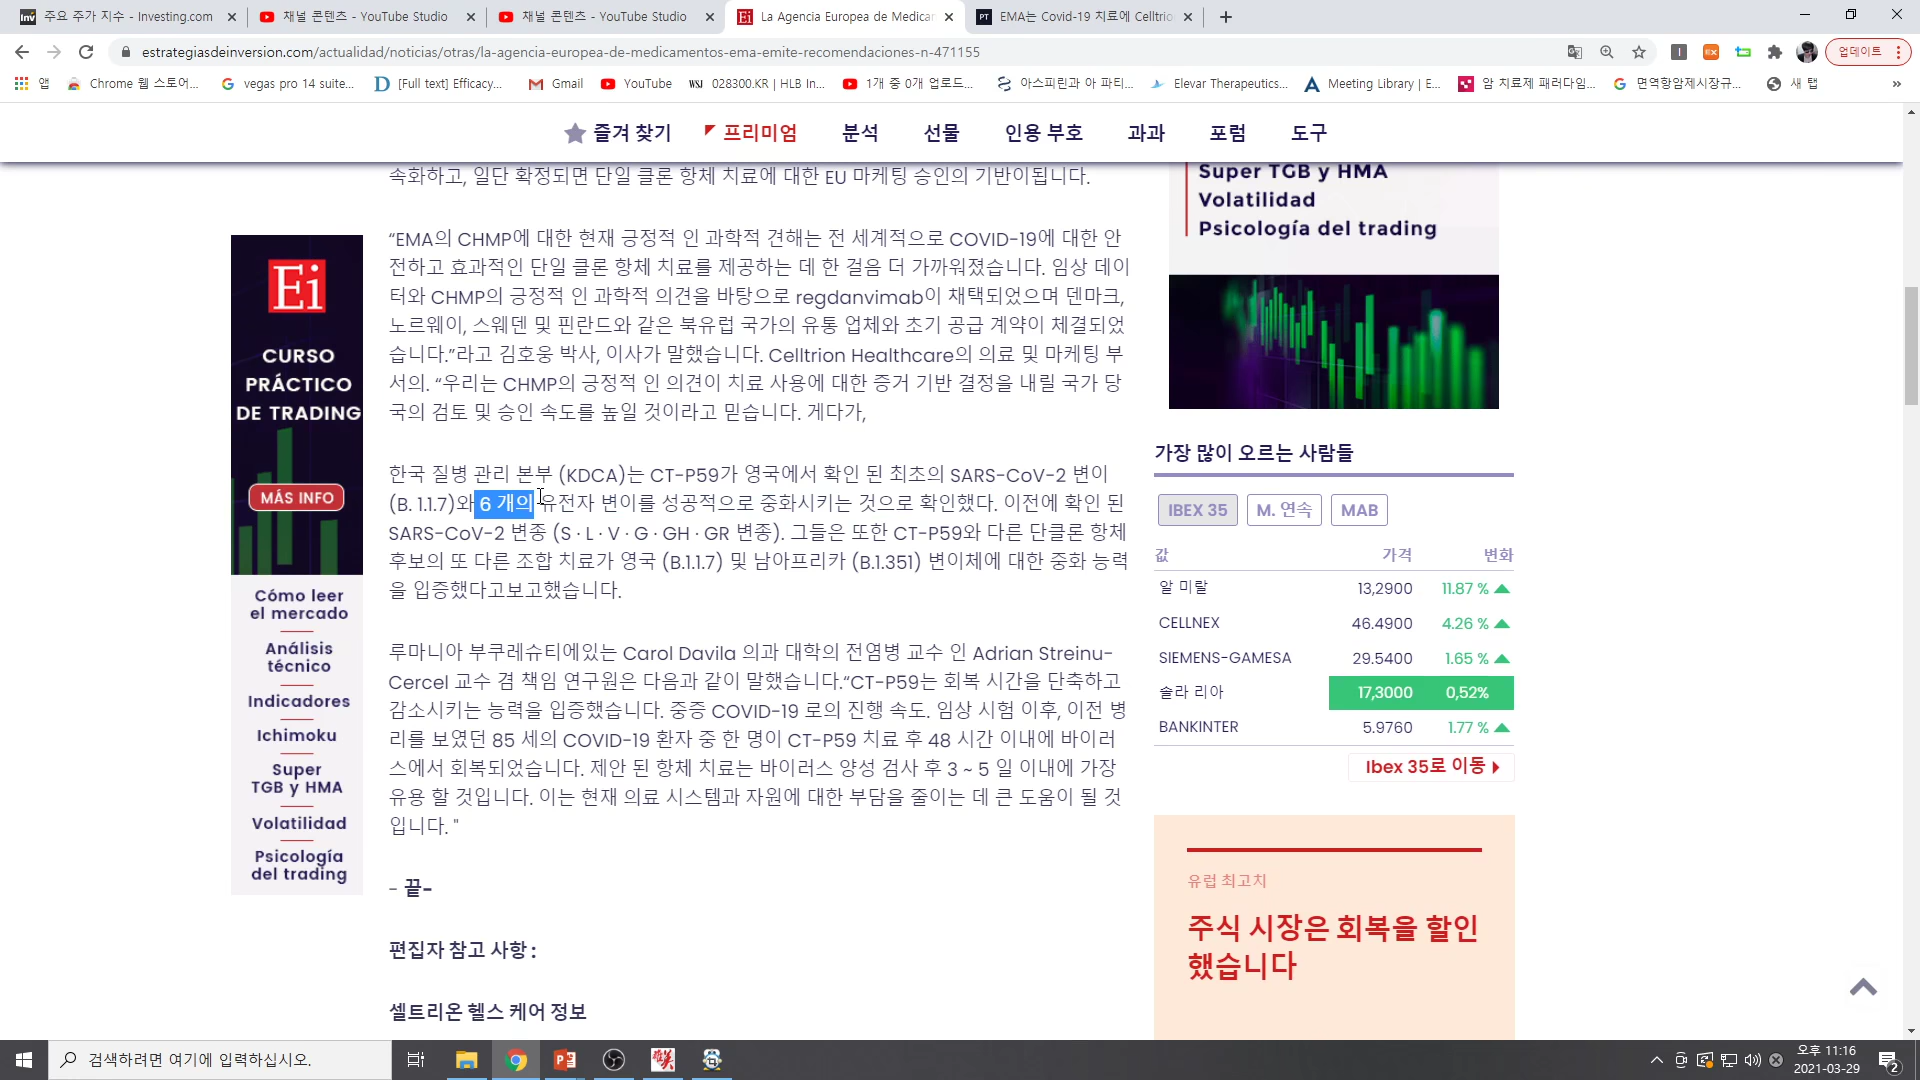 주요 주가 지수 - Investing.com
채널 콘텐츠 - YouTube Studio
채널 콘텐츠 - YouTube Studio
La Agencia Europea de Medicar
EMA는 Covid-19 치료에 Celltrio
estrategiasdeinversion.com/actualidad/noticias/otras/la-agencia-europea-de-medicamentos-ema-emite-recomendaciones-n-471155
업데이트
앱
Chrome 웹 스토어...
vegas pro 14 suite...
[Full text] Efficacy...
Gmail
YouTube
028300.KR | HLB In...
1개 중 0개 업로드...
아스피린과 아 파티...
Elevar Therapeutics...
Meeting Library | E...
암 치료제 패러다임...
면역항암제시장규...
새 탭
즐겨 찾기
프리미엄
분석
선물
인용 부호
과과
포럼
도구
속화하고, 일단 확정되면 단일 클론 항체 치료에 대한 EU 마케팅 승인의 기반이됩니다.
“EMA의 CHMP에 대한 현재 긍정적 인 과학적 견해는 전 세계적으로 COVID-19에 대한 안
전하고 효과적인 단일 클론 항체 치료를 제공하는 데 한 걸음 더 가까워졌습니다. 임상 데이
터와 CHMP의 긍정적 인 과학적 의견을 바탕으로 regdanvimab이 채택되었으며 덴마크,
노르웨이, 스웨덴 및 핀란드와 같은 북유럽 국가의 유통 업체와 초기 공급 계약이 체결되었
습니다.”라고 김호웅 박사, 이사가 말했습니다. Celltrion Healthcare의 의료 및 마케팅 부
서의. “우리는 CHMP의 긍정적 인 의견이 치료 사용에 대한 증거 기반 결정을 내릴 국가 당
국의 검토 및 승인 속도를 높일 것이라고 믿습니다. 게다가,
한국 질병 관리 본부 (KDCA)는 CT-P59가 영국에서 확인 된 최초의 SARS-CoV-2 변이
(B. 1.1.7)와 6 개의 유전자 변이를 성공적으로 중화시키는 것으로 확인했다. 이전에 확인 된
SARS-CoV-2 변종 (S · L · V · G · GH · GR 변종). 그들은 또한 CT-P59와 다른 단클론 항체
후보의 또 다른 조합 치료가 영국 (B.1.1.7) 및 남아프리카 (B.1.351) 변이체에 대한 중화 능력
을 입증했다고보고했습니다.
루마니아 부쿠레슈티에있는 Carol Davila 의과 대학의 전염병 교수 인 Adrian Streinu-
Cercel 교수 겸 책임 연구원은 다음과 같이 말했습니다.“CT-P59는 회복 시간을 단축하고
감소시키는 능력을 입증했습니다. 중증 COVID-19 로의 진행 속도. 임상 시험 이후, 이전 병
리를 보였던 85 세의 COVID-19 환자 중 한 명이 CT-P59 치료 후 48 시간 이내에 바이러
스에서 회복되었습니다. 제안 된 항체 치료는 바이러스 양성 검사 후 3 ~ 5 일 이내에 가장
유용 할 것입니다. 이는 현재 의료 시스템과 자원에 대한 부담을 줄이는 데 큰 도움이 될 것
입니다. "
- 끝-
편집자 참고 사항 :
셀트리온 헬스 케어 정보
Ei
CURSO
PRÁCTICO
DE TRADING
MÁS INFO
Cómo leer
el mercado
Análisis
técnico
Indicadores
Ichimoku
Super
TGB y HMA
Volatilidad
Psicología
del trading
Super TGB y HMA
Volatilidad
Psicología del trading
가장 많이 오르는 사람들
IBEX 35
M. 연속
MAB
값 가격 변화
알 미랄 13,2900 11.87 %
CELLNEX 46.4900 4.26 %
SIEMENS-GAMESA 29.5400 1.65 %
솔라 리아 17,3000 0,52%
BANKINTER 5.9760 1.77 %
Ibex 35로 이동
유럽 최고치
주식 시장은 회복을 할인
했습니다
검색하려면 여기에 입력하십시오.
오후 11:16
2021-03-29
2